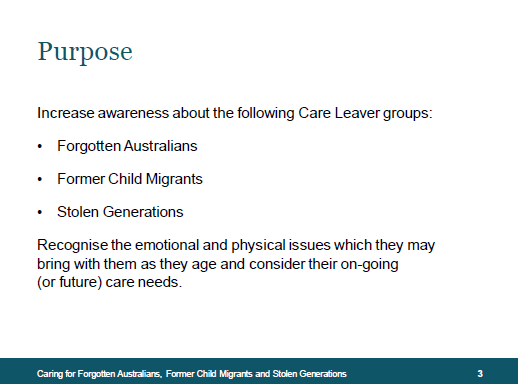 Purpose
Increase awareness about the following Care Leaver groups:
• Forgotten Australians
• Former Child Migrants
• Stolen Generations
Recognise the emotional and physical issues which they may
bring with them as they age and consider their on-going
(or future) care needs.
Caring for Forgotten Australians, Former Child Migrants and Stolen Generations 3